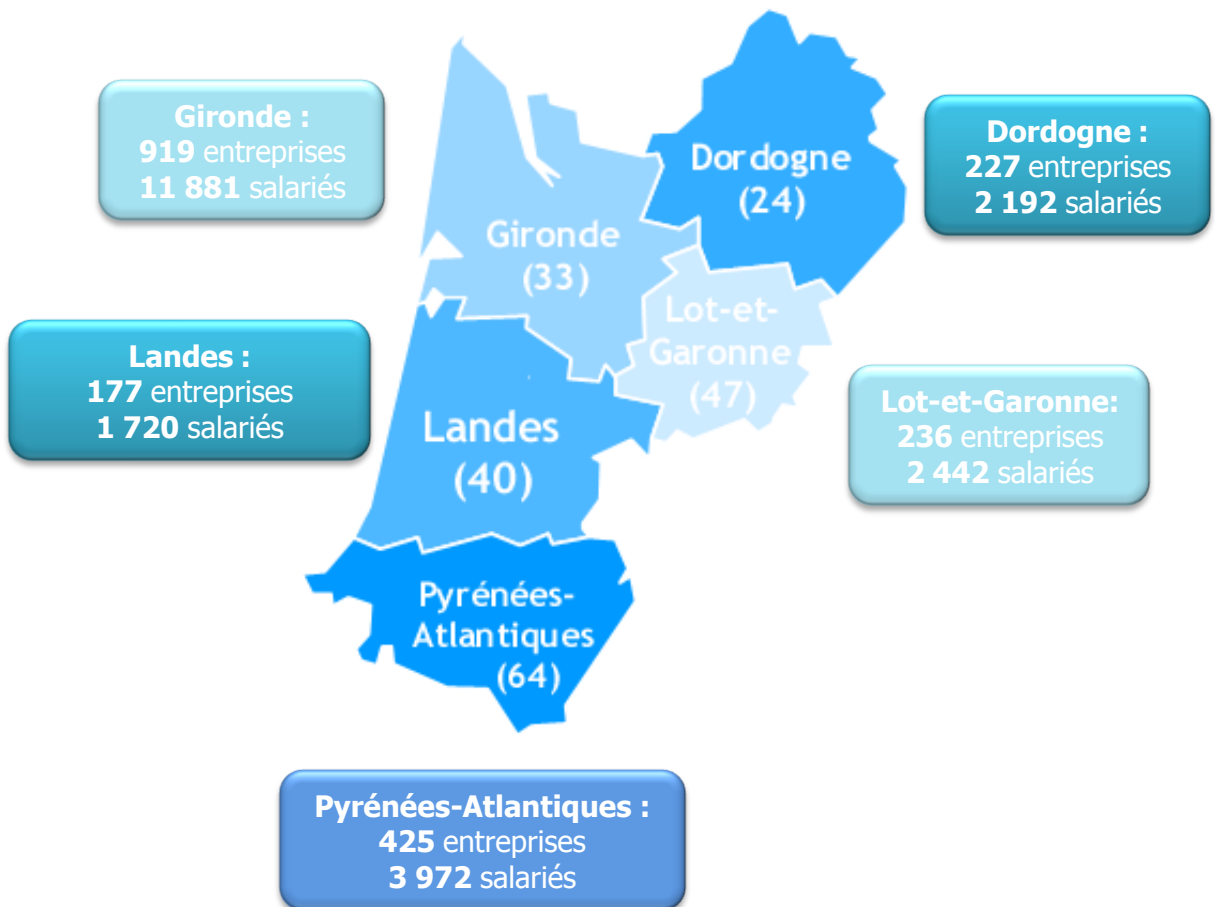 Gironde :
919 entreprises
11 881 salariés
Dordogne :
227 entreprises
2 192 salariés
Dordogne
(24)
Gironde
(33)
Lot-et-
Garonne
(47)
Landes :
177 entreprises
1 720 salariés
Lot-et-Garonne:
236 entreprises
2 442 salariés
Landes
(40)
Pyrénées-
Atlantiques
(64)
Pyrénées-Atlantiques :
425 entreprises
3 972 salariés